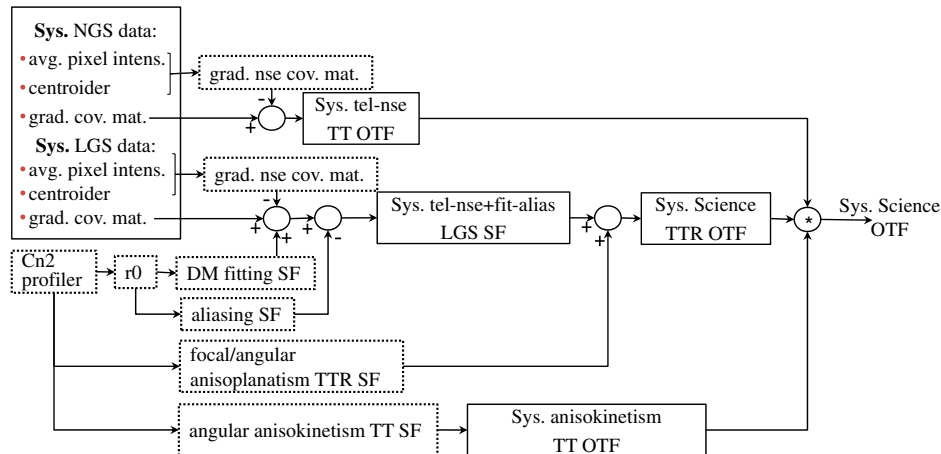 Sys. NGS data:
• avg. pixel intens.
• centroider
• grad. cov. mat.
Sys. LGS data:
• avg. pixel intens.
• centroider
• grad. cov. mat.
grad. nse cov. mat.
-
+
Sys. tel-nse
TT OTF
grad. nse cov. mat.
-
+
+
+
-
Sys. tel-nse+fit-alias
LGS SF
+
+
Sys. Science
TTR OTF
*
Sys. Science
OTF
Cn2
profiler
r0
DM fitting SF
aliasing SF
focal/angular
anisoplanatism TTR SF
angular anisokinetism TT SF
Sys. anisokinetism
TT OTF